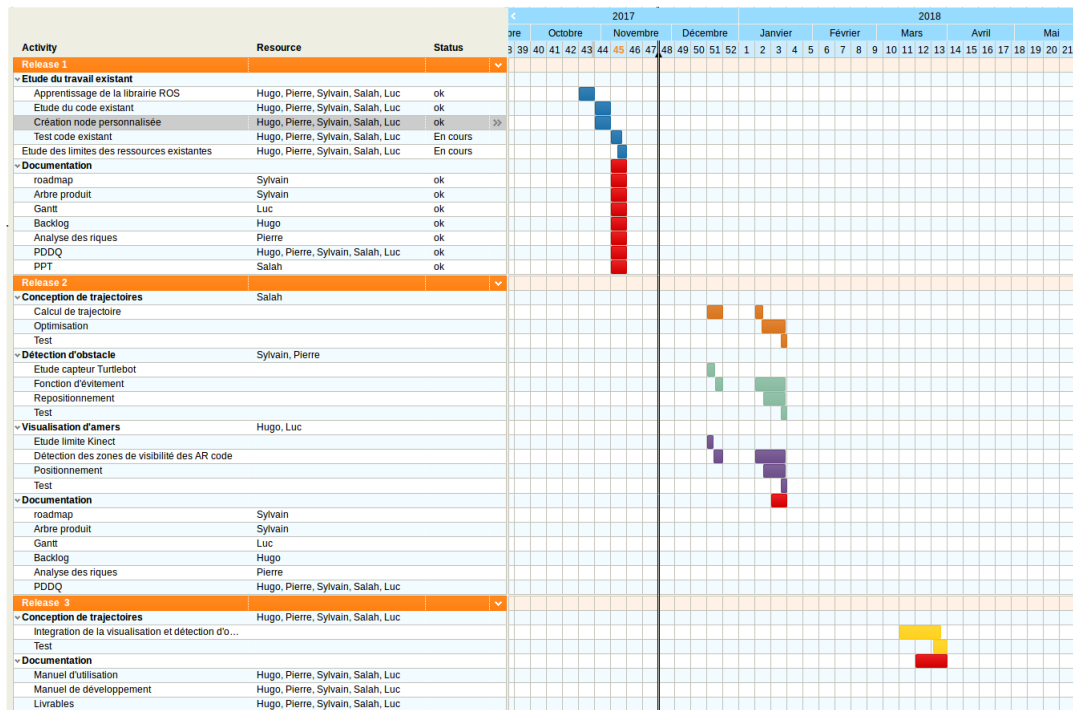 2017 2018
bre Octobre Novembre Décembre Janvier Février Mars Avril Mai
Activity Resource Status 8 39 40 41 42 43 44 45 46 47 48 49 50 51 52 1 2 3 4 5 6 7 8 9 10 11 12 13 14 15 16 17 18 19 20 21
Release 1
Etude du travail existant
Apprentissage de la librairie ROS Hugo, Pierre, Sylvain, Salah, Luc ok
Etude du code existant Hugo, Pierre, Sylvain, Salah, Luc ok
Création node personnalisée Hugo, Pierre, Sylvain, Salah, Luc ok
Test code existant Hugo, Pierre, Sylvain, Salah, Luc En cours
Etude des limites des ressources existantes Hugo, Pierre, Sylvain, Salah, Luc En cours
Documentation
roadmap Sylvain ok
Arbre produit Sylvain ok
Gantt Luc ok
Backlog Hugo ok
Analyse des riques Pierre ok
PDDQ Hugo, Pierre, Sylvain, Salah, Luc ok
PPT Salah ok
Release 2
Conception de trajectoires Salah
Calcul de trajectoire
Optimisation
Test
Détection d'obstacle Sylvain, Pierre
Etude capteur Turtlebot
Fonction d'évitement
Repositionnement
Test
Visualisation d'amers Hugo, Luc
Etude limite Kinect
Détection des zones de visibilité des AR code
Positionnement
Test
Documentation
roadmap Sylvain
Arbre produit Sylvain
Gantt Luc
Backlog Hugo
Analyse des riques Pierre
PDDQ Hugo, Pierre, Sylvain, Salah, Luc
Release 3
Conception de trajectoires Hugo, Pierre, Sylvain, Salah, Luc
Integration de la visualisation et détection d'o...
Test
Documentation
Manuel d'utilisation Hugo, Pierre, Sylvain, Salah, Luc
Manuel de développement Hugo, Pierre, Sylvain, Salah, Luc
Livrables Hugo, Pierre, Sylvain, Salah, Luc